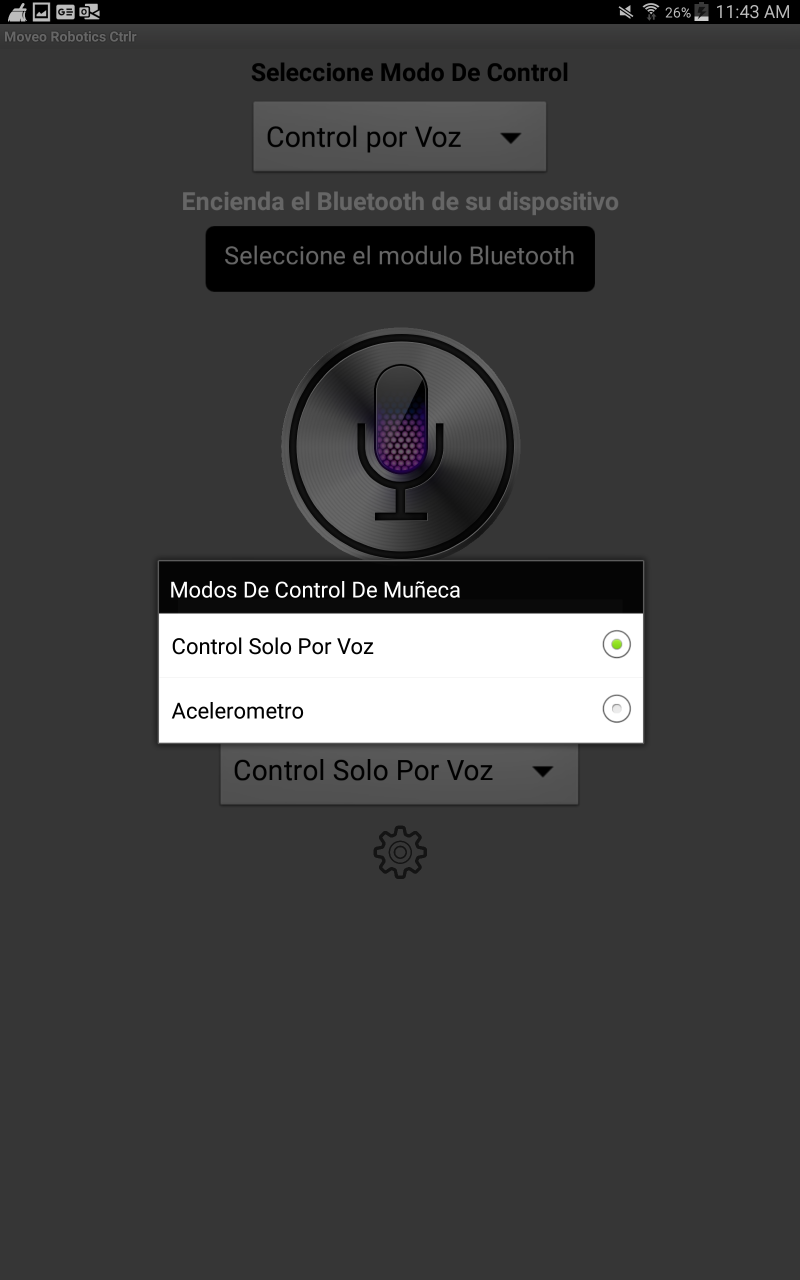 26% 11:43 AM
Moveo Robotics Ctrlr
Seleccione Modo De Control
Control por Voz
Encienda el Bluetooth de su dispositivo
Seleccione el modulo Bluetooth
Modos De Control De Muñeca
Control Solo Por Voz
Acelerometro
Control Solo Por Voz